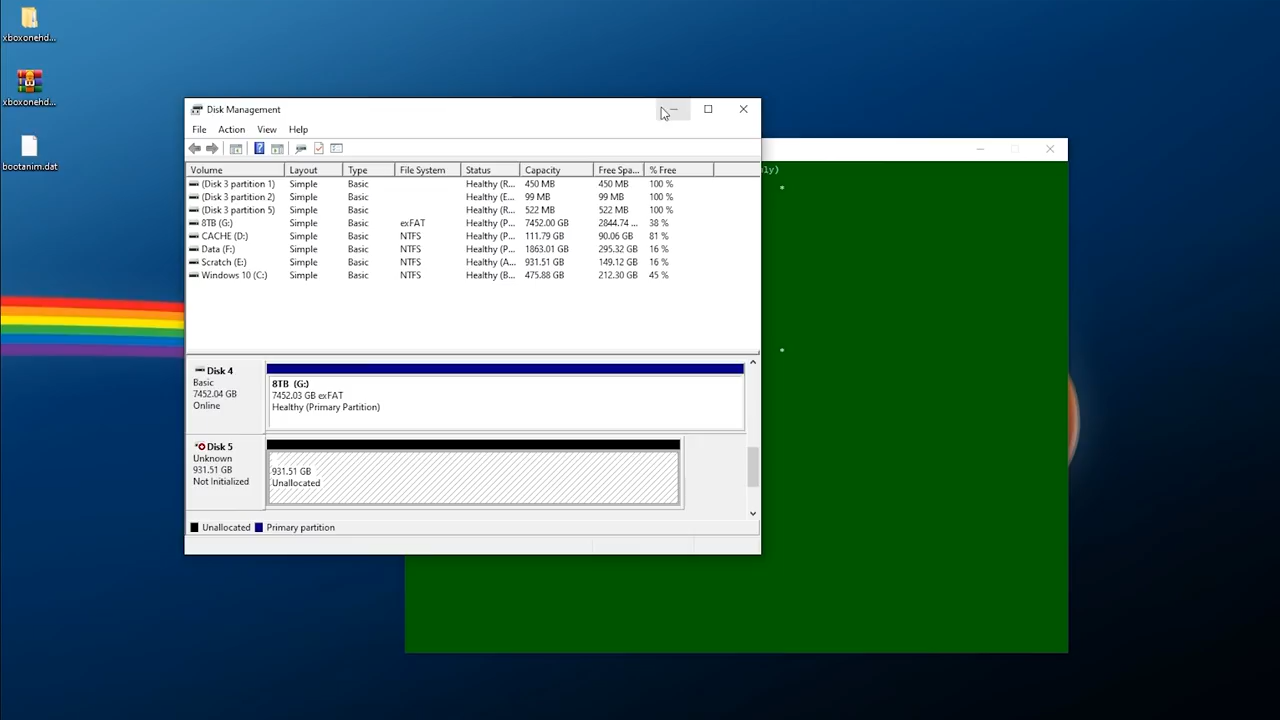 xboxonehd...
xboxonehd...
bootanim.dat
Disk Management
File Action View Help
Volume Layout Type File System Status Capacity Free Spa... % Free
(Disk 3 partition 1) Simple Basic Healthy (R... 450 MB 450 MB 100 %
(Disk 3 partition 2) Simple Basic Healthy (E... 99 MB 99 MB 100 %
(Disk 3 partition 5) Simple Basic Healthy (R... 522 MB 522 MB 100 %
8TB (G:) Simple Basic exFAT Healthy (P... 7452.00 GB 2844.74 ... 38 %
CACHE (D:) Simple Basic NTFS Healthy (P... 111.79 GB 90.06 GB 81 %
Data (F:) Simple Basic NTFS Healthy (P... 1863.01 GB 295.32 GB 16 %
Scratch (E:) Simple Basic NTFS Healthy (A... 931.51 GB 149.12 GB 16 %
Windows 10 (C:) Simple Basic NTFS Healthy (B... 475.88 GB 212.30 GB 45 %
Disk 4
Basic
7452.04 GB
Online
8TB (G:)
7452.03 GB exFAT
Healthy (Primary Partition)
Disk 5
Unknown
931.51 GB
Not Initialized
931.51 GB
Unallocated
Unallocated Primary partition
ly)
*
*